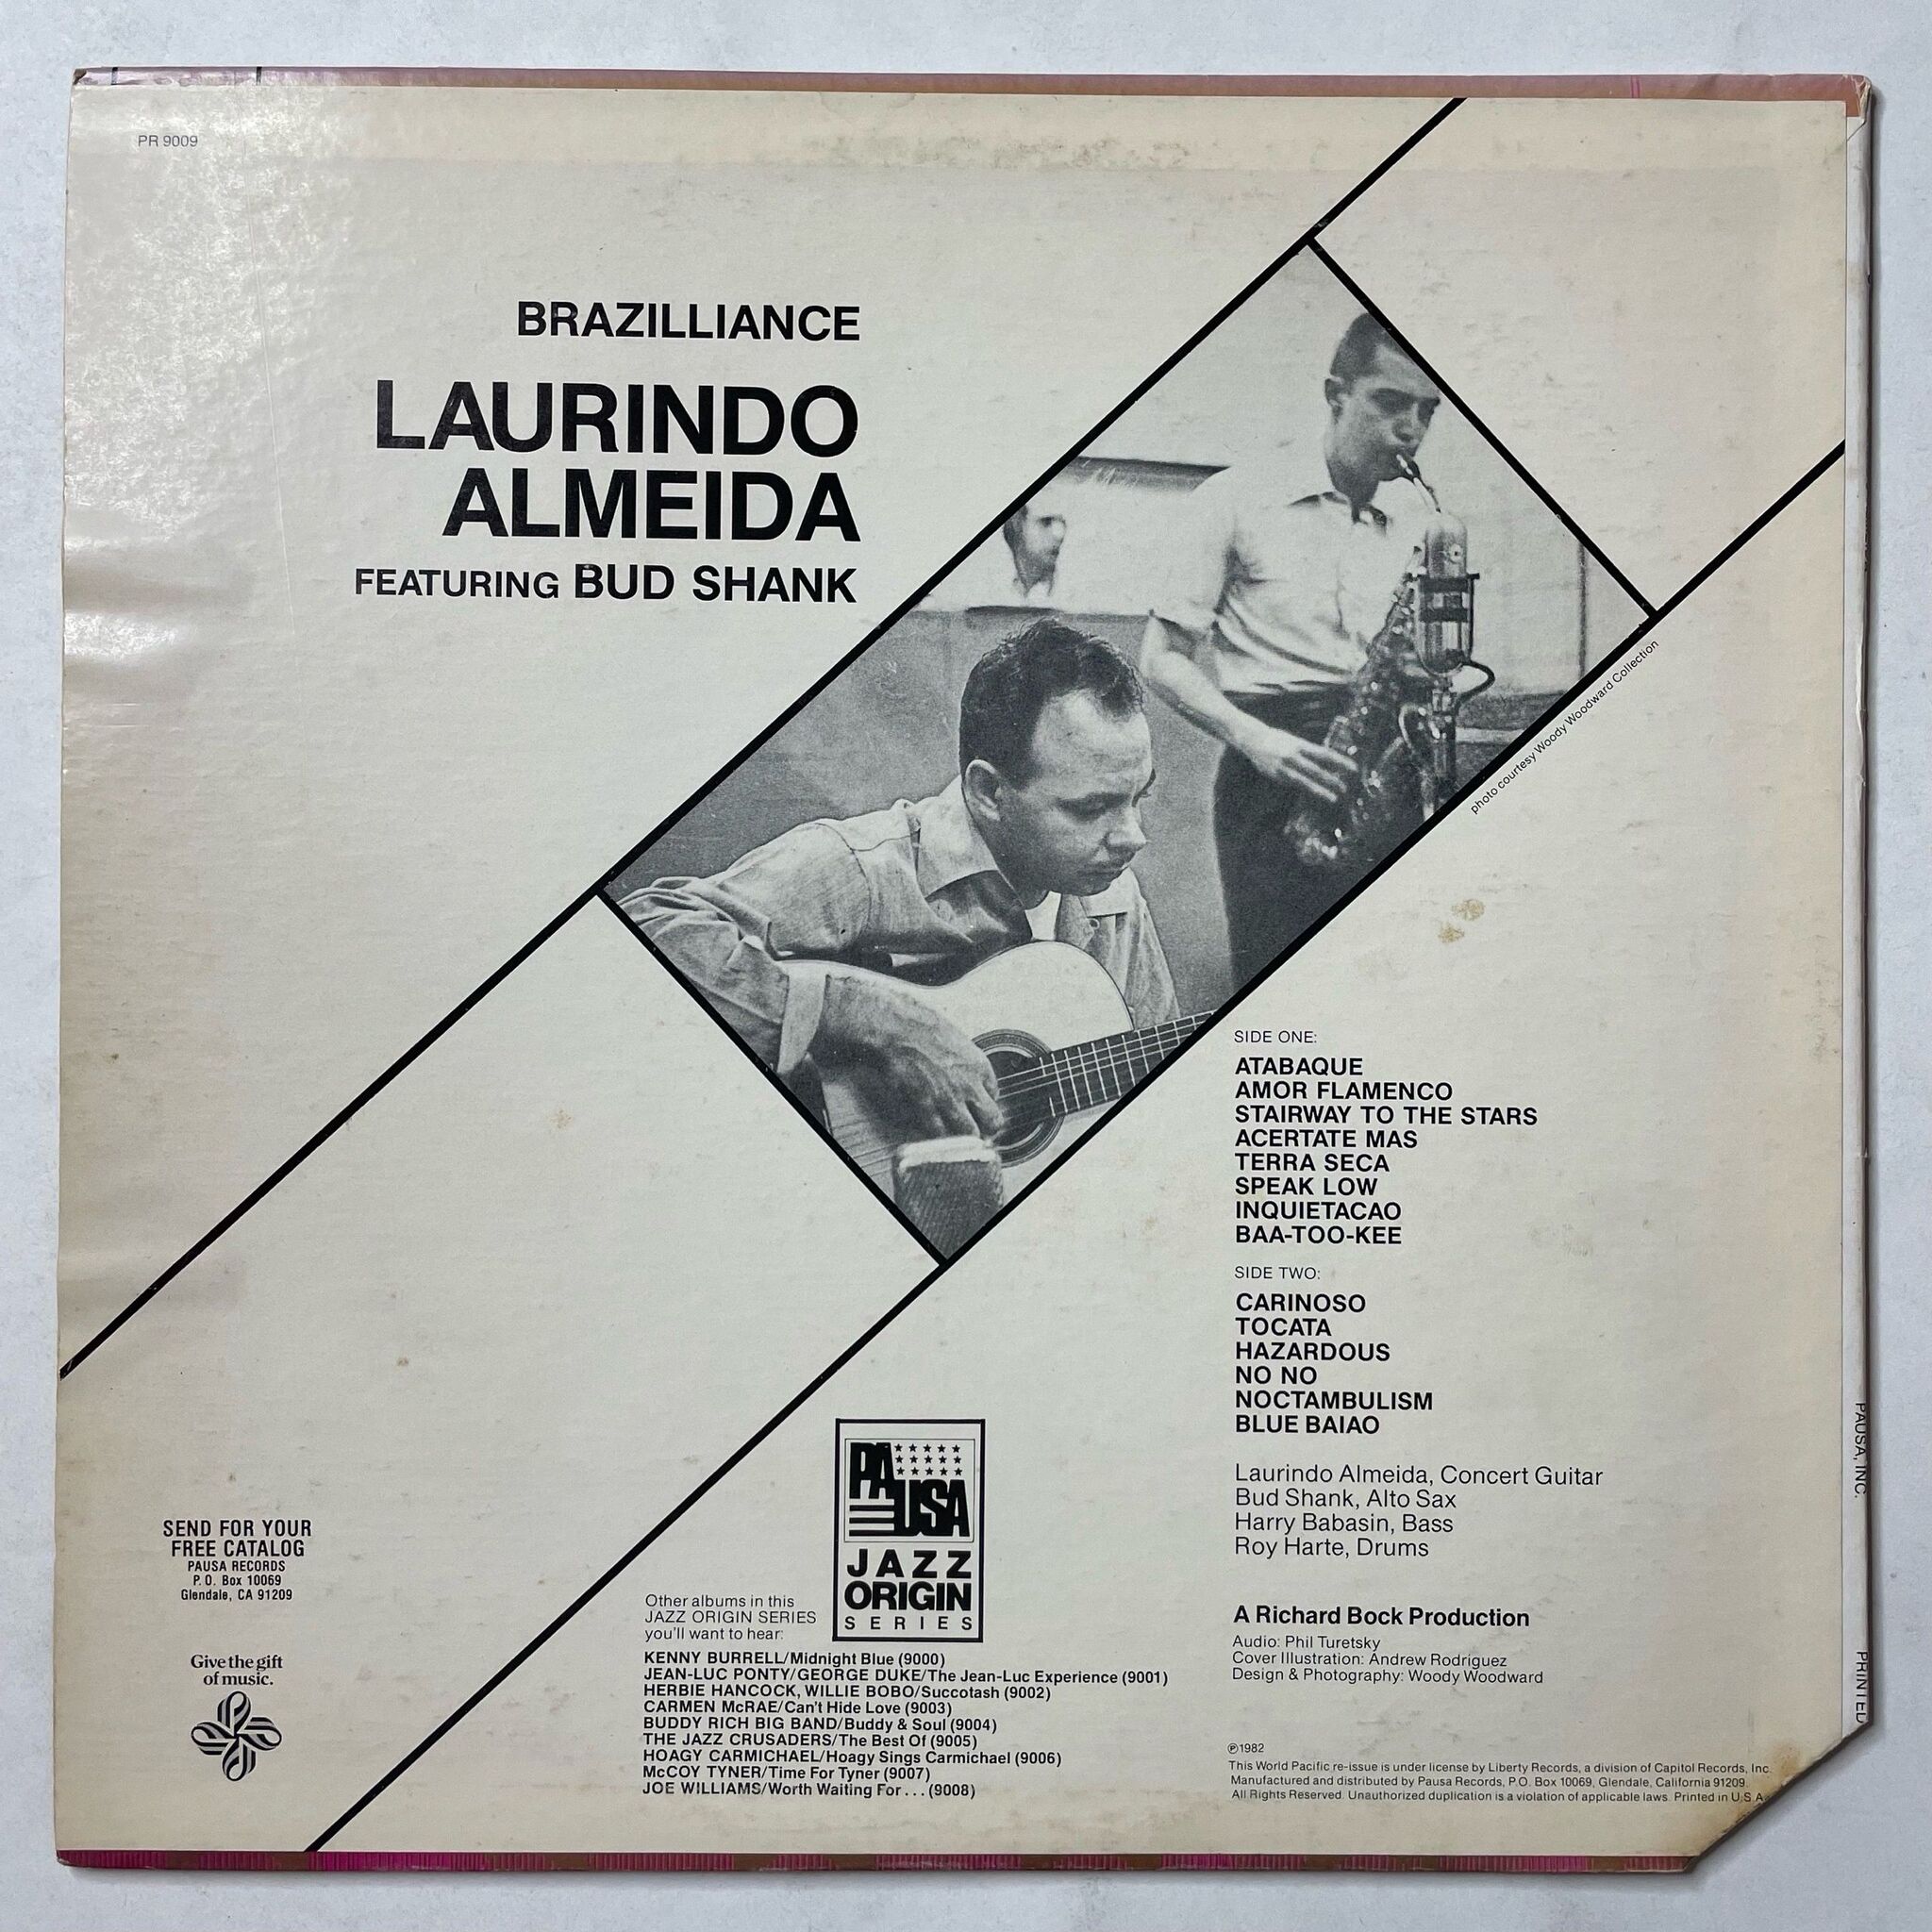 PR 9009
BRAZILLIANCE
LAURINDO
ALMEIDA
FEATURING BUD SHANK
photo courtesy Woody Woodward Collection
SIDE ONE:
ATABAQUE
AMOR FLAMENCO
STAIRWAY TO THE STARS
ACERTATE MAS
TERRA SECA
SPEAK LOW
INQUIETACAO
BAA-TOO-KEE
SIDE TWO:
CARINOSO
TOCATA
HAZARDOUS
NO NO
NOCTAMBULISM
BLUE BAIAO
Laurindo Almeida, Concert Guitar
Bud Shank, Alto Sax
Harry Babasin, Bass
Roy Harte, Drums
A Richard Bock Production
Audio: Phil Turetsky
Cover Illustration: Andrew Rodriguez
Design & Photography: Woody Woodward
℗1982
This World Pacific re-issue is under license by Liberty Records, a division of Capitol Records, Inc.
Manufactured and distributed by Pausa Records, P.O. Box 10069, Glendale, California 91209.
All Rights Reserved. Unauthorized duplication is a violation of applicable laws. Printed in U.S.A.
PAUSA
JAZZ
ORIGIN
SERIES
Other albums in this
JAZZ ORIGIN SERIES
you'll want to hear:
KENNY BURRELL/Midnight Blue (9000)
JEAN-LUC PONTY/GEORGE DUKE/The Jean-Luc Experience (9001)
HERBIE HANCOCK, WILLIE BOBO/Succotash (9002)
CARMEN McRAE/Can't Hide Love (9003)
BUDDY RICH BIG BAND/Buddy & Soul (9004)
THE JAZZ CRUSADERS/The Best Of (9005)
HOAGY CARMICHAEL/Hoagy Sings Carmichael (9006)
McCOY TYNER/Time For Tyner (9007)
JOE WILLIAMS/Worth Waiting For . . . (9008)
SEND FOR YOUR
FREE CATALOG
PAUSA RECORDS
P.O. Box 10069
Glendale, CA 91209
Give the gift
of music.
PAUSA, INC.
PRINTED